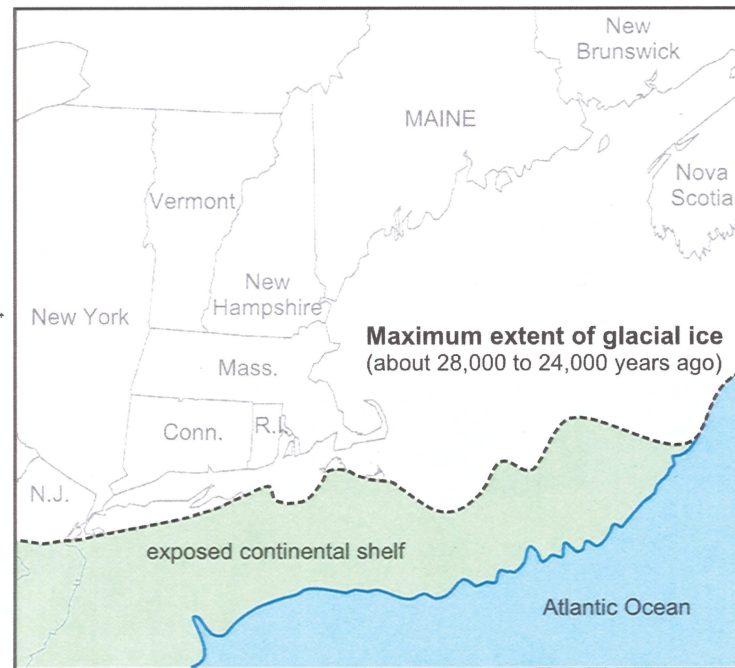 New
Brunswick
MAINE
Nova
Scotia
Vermont
New
Hampshire
New York
Maximum extent of glacial ice
(about 28,000 to 24,000 years ago)
Mass.
Conn.
R.I.
N.J.
exposed continental shelf
Atlantic Ocean